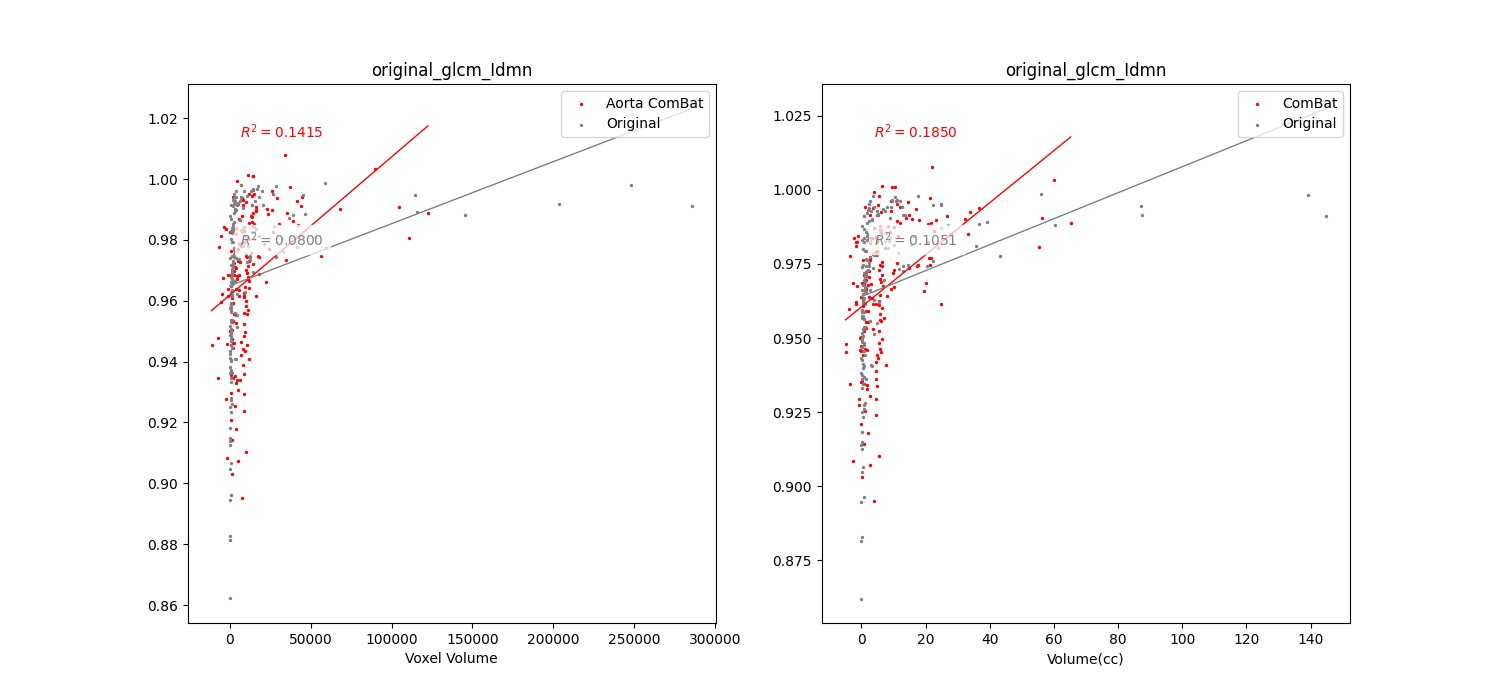 original_glcm_Idmn
Aorta ComBat
Original
R² = 0.1415
R² = 0.0800
1.02
1.00
0.98
0.96
0.94
0.92
0.90
0.88
0.86
0
50000
100000
150000
200000
250000
300000
Voxel Volume
original_glcm_Idmn
ComBat
Original
R² = 0.1850
R² = 0.1051
1.025
1.000
0.975
0.950
0.925
0.900
0.875
0
20
40
60
80
100
120
140
Volume(cc)